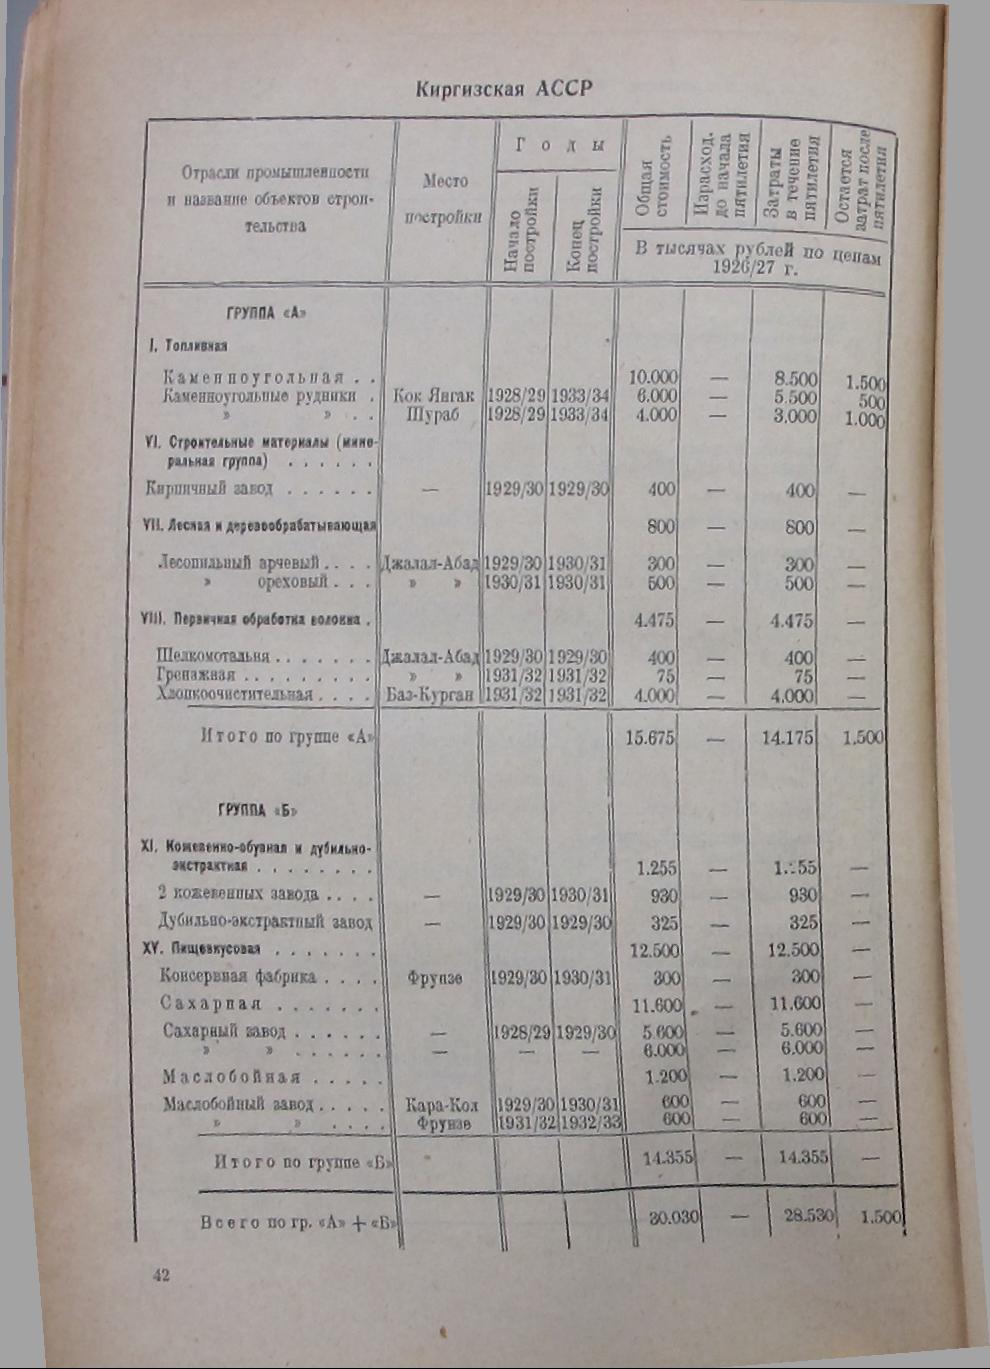 Киргизская АССР
Отрасли промышленности и название объектов строительства
Место постройки
Годы
Начало постройки
Конец постройки
Общая стоимость
Израсход. до начала пятилетия
Затраты в течение пятилетия
Остается затрат после пятилетия
В тысячах рублей по ценам 1926/27 г.
ГРУППА «А»
I. Топливная
Каменноугольная . . 10.000 — 8.500 1.500
Каменноугольные рудники . Кок Янгак 1928/29 1933/34 6.000 — 5.500 500
» » . . Шураб 1928/29 1933/34 4.000 — 3.000 1.000
VI. Строительные материалы (мине-
ральная группа) . . . . . .
Кирпичный завод . . . . . . — 1929/30 1929/30 400 — 400 —
VII. Лесная и деревообрабатывающая 800 — 800 —
Лесопильный арчевый . . . . Джалал-Абад 1929/30 1930/31 300 — 300 —
» ореховый . . . » » 1930/31 1930/31 500 — 500 —
VIII. Первичная обработка волокна . 4.475 — 4.475 —
Шелкомотальня . . . . . . . Джалал-Абад 1929/30 1929/30 400 — 400 —
Гренажная . . . . . . . . . » » 1931/32 1931/32 75 — 75 —
Хлопкоочистительная . . . . Баз-Курган 1931/32 1931/32 4.000 — 4.000 —
Итого по группе «А» 15.675 — 14.175 1.500
ГРУППА «Б»
XI. Кожевенно-обувная и дубильно-
экстрактная . . . . . . . . 1.255 — 1.255 —
2 кожевенных завода . . . . — 1929/30 1930/31 930 — 930 —
Дубильно-экстрактный завод — 1929/30 1929/30 325 — 325 —
XV. Пищевкусовая . . . . . . . 12.500 — 12.500 —
Консервная фабрика . . . . Фрунзе 1929/30 1930/31 300 — 300 —
Сахарная . . . . . . . 11.600 — 11.600 —
Сахарный завод . . . . . . — 1928/29 1929/30 5.600 — 5.600 —
» » . . . . . . — — — 6.000 — 6.000 —
Маслобойная . . . . . 1.200 — 1.200 —
Маслобойный завод . . . . . Кара-Кол 1929/30 1930/31 600 — 600 —
» » . . . . Фрунзе 1931/32 1932/33 600 — 600 —
Итого по группе «Б» 14.355 — 14.355 —
Всего по гр. «А» + «Б» 30.030 — 28.530 1.500
42